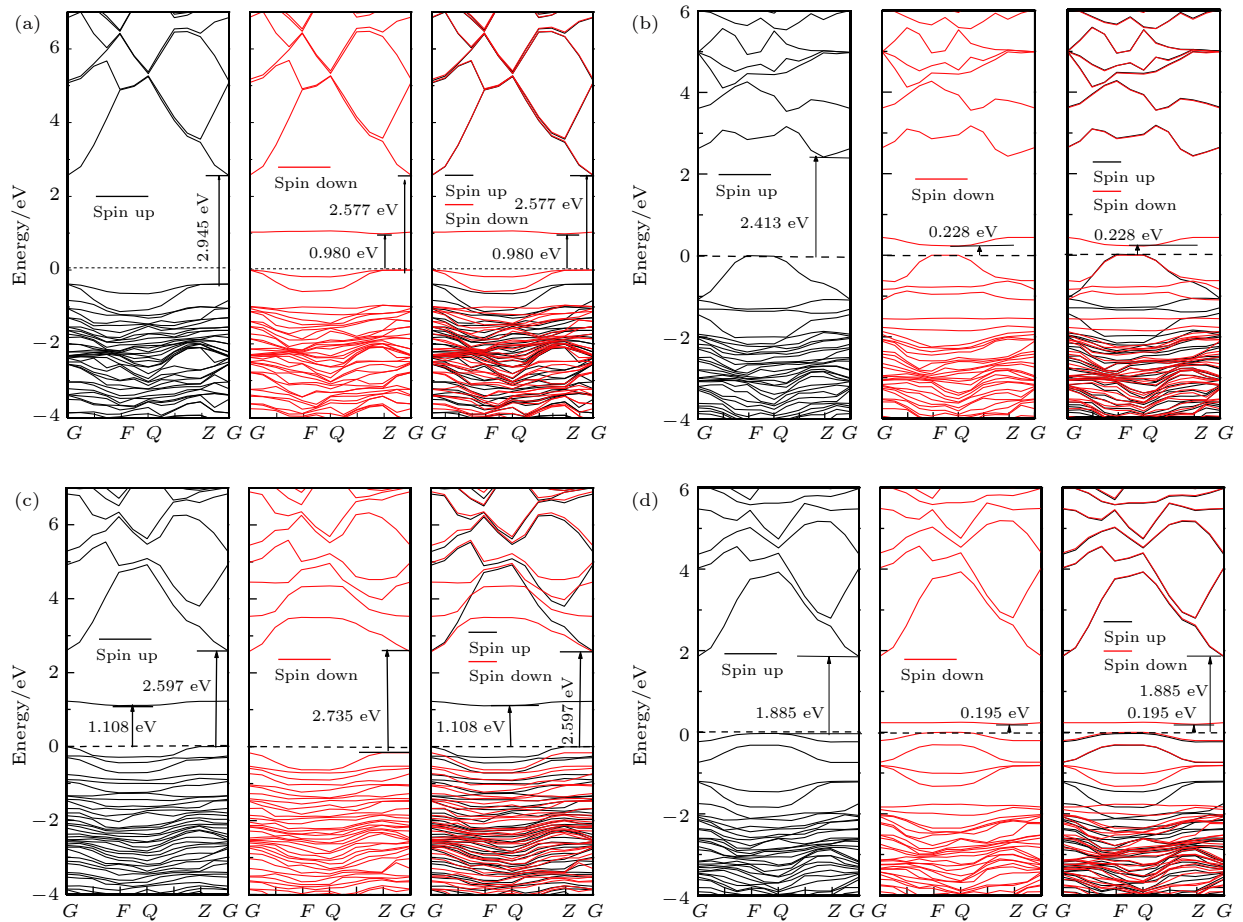 (a)
Energy/eV
6
4
2
0
−2
−4
Spin up
2.945 eV
G F Q Z G
Spin down
2.577 eV
0.980 eV
G F Q Z G
Spin up
2.577 eV
Spin down
0.980 eV
G F Q Z G
(b)
Energy/eV
6
4
2
0
−2
−4
Spin up
2.413 eV
G F Q Z G
Spin down
0.228 eV
G F Q Z G
Spin up
Spin down
0.228 eV
G F Q Z G
(c)
Energy/eV
6
4
2
0
−2
−4
Spin up
2.597 eV
1.108 eV
G F Q Z G
Spin down
2.735 eV
G F Q Z G
Spin up
Spin down
2.597 eV
1.108 eV
G F Q Z G
(d)
Energy/eV
6
4
2
0
−2
−4
Spin up
1.885 eV
G F Q Z G
Spin down
0.195 eV
G F Q Z G
Spin up
Spin down
1.885 eV
0.195 eV
G F Q Z G